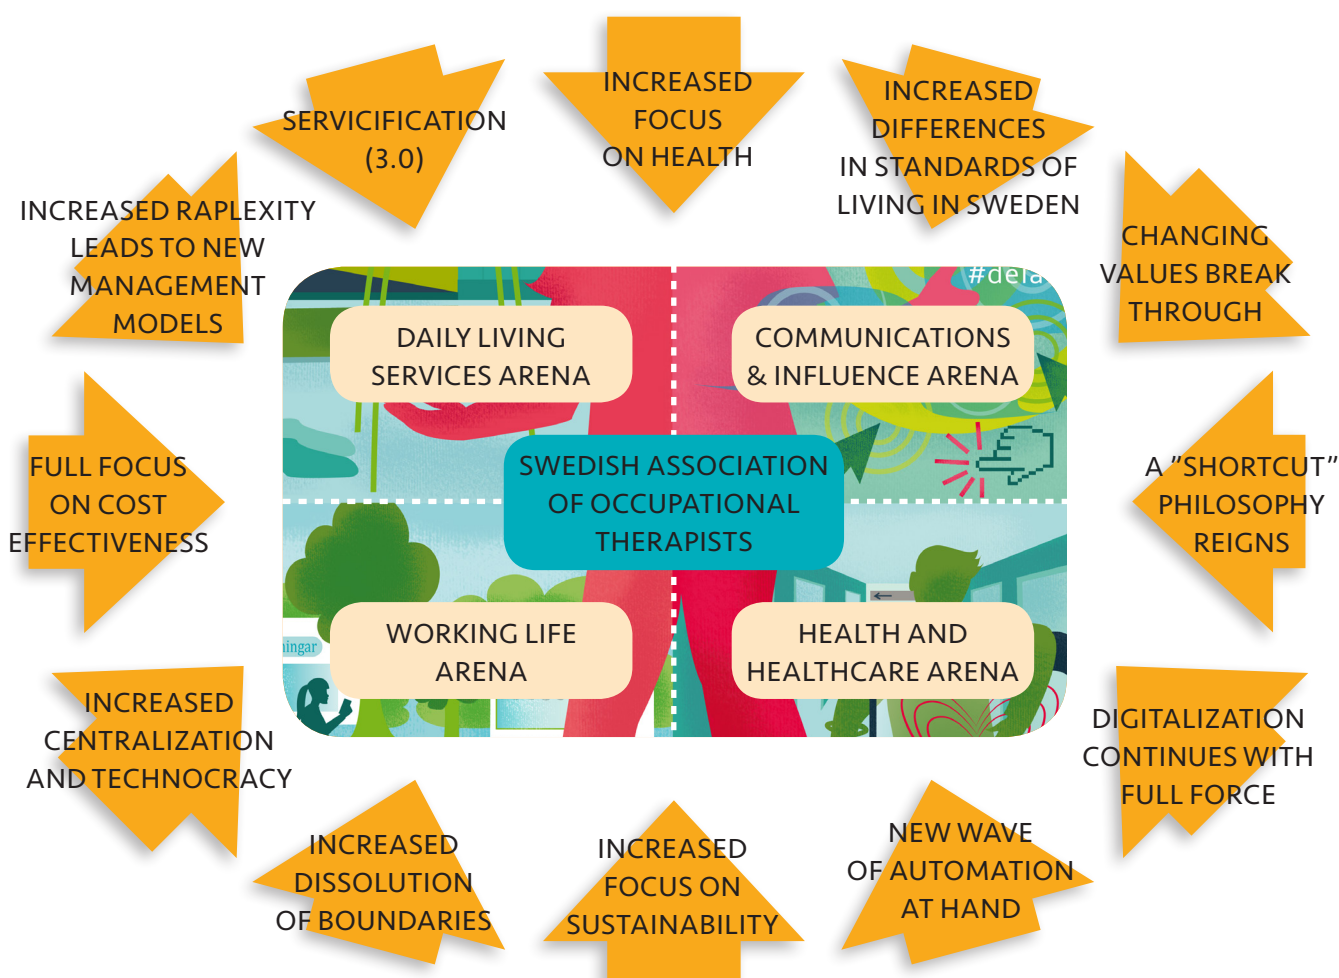 INCREASED
FOCUS
ON HEALTH
INCREASED
DIFFERENCES
IN STANDARDS OF
LIVING IN SWEDEN
CHANGING
VALUES BREAK
THROUGH
A ”SHORTCUT”
PHILOSOPHY
REIGNS
DIGITALIZATION
CONTINUES WITH
FULL FORCE
NEW WAVE
OF AUTOMATION
AT HAND
INCREASED
FOCUS ON
SUSTAINABILITY
INCREASED
DISSOLUTION
OF BOUNDARIES
INCREASED
CENTRALIZATION
AND TECHNOCRACY
FULL FOCUS
ON COST
EFFECTIVENESS
INCREASED RAPLEXITY
LEADS TO NEW
MANAGEMENT
MODELS
SERVICIFICATION
(3.0)
DAILY LIVING
SERVICES ARENA
#dela
COMMUNICATIONS
& INFLUENCE ARENA
SWEDISH ASSOCIATION
OF OCCUPATIONAL
THERAPISTS
WORKING LIFE
ARENA
ningar
HEALTH AND
HEALTHCARE ARENA